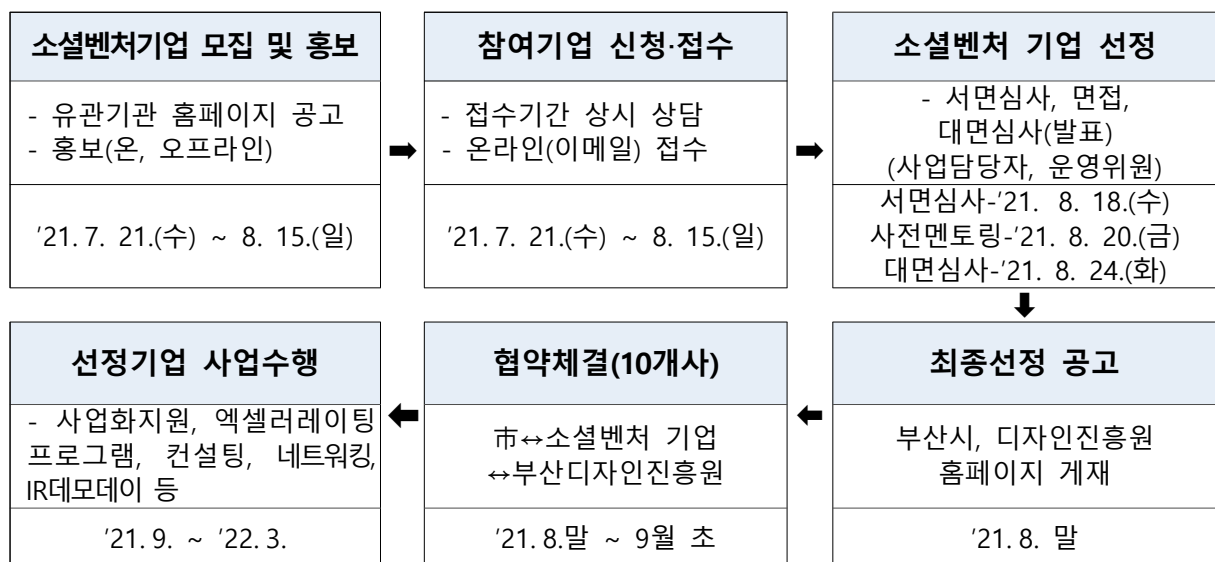 소셜벤처기업 모집 및 홍보
- 유관기관 홈페이지 공고
- 홍보(온, 오프라인)
'21. 7. 21.(수) ~ 8. 15.(일)
참여기업 신청·접수
- 접수기간 상시 상담
- 온라인(이메일) 접수
'21. 7. 21.(수) ~ 8. 15.(일)
소셜벤처 기업 선정
- 서면심사, 면접,
대면심사(발표)
(사업담당자, 운영위원)
서면심사-'21. 8. 18.(수)
사전멘토링-'21. 8. 20.(금)
대면심사-'21. 8. 24.(화)
최종선정 공고
부산시, 디자인진흥원
홈페이지 게재
'21. 8. 말
협약체결(10개사)
市↔소셜벤처 기업
↔부산디자인진흥원
'21. 8.말 ~ 9월 초
선정기업 사업수행
- 사업화지원, 엑셀러레이팅
프로그램, 컨설팅, 네트워킹,
IR데모데이 등
'21. 9. ~ '22. 3.